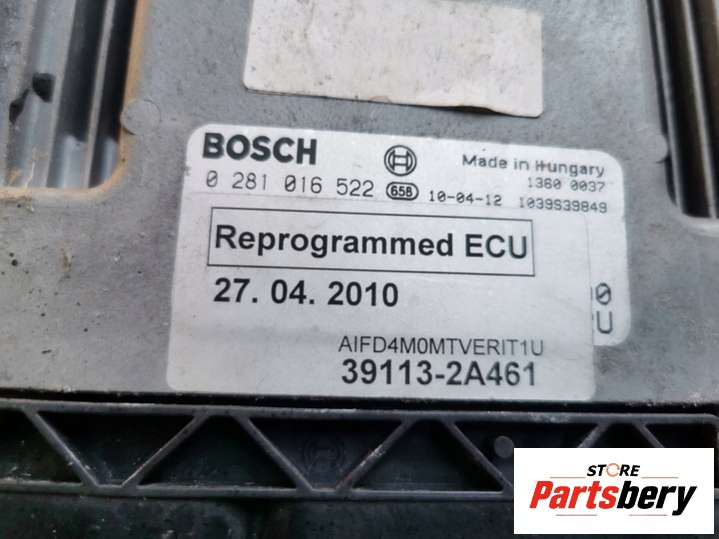 BOSCH
Made in Hungary
1360 0037
0 281 016 522 658 10-04-12 1039S39849
Reprogrammed ECU
27. 04. 2010
0
U
AIFD4M0MTVERIT1U
39113-2A461
STORE
Partsbery